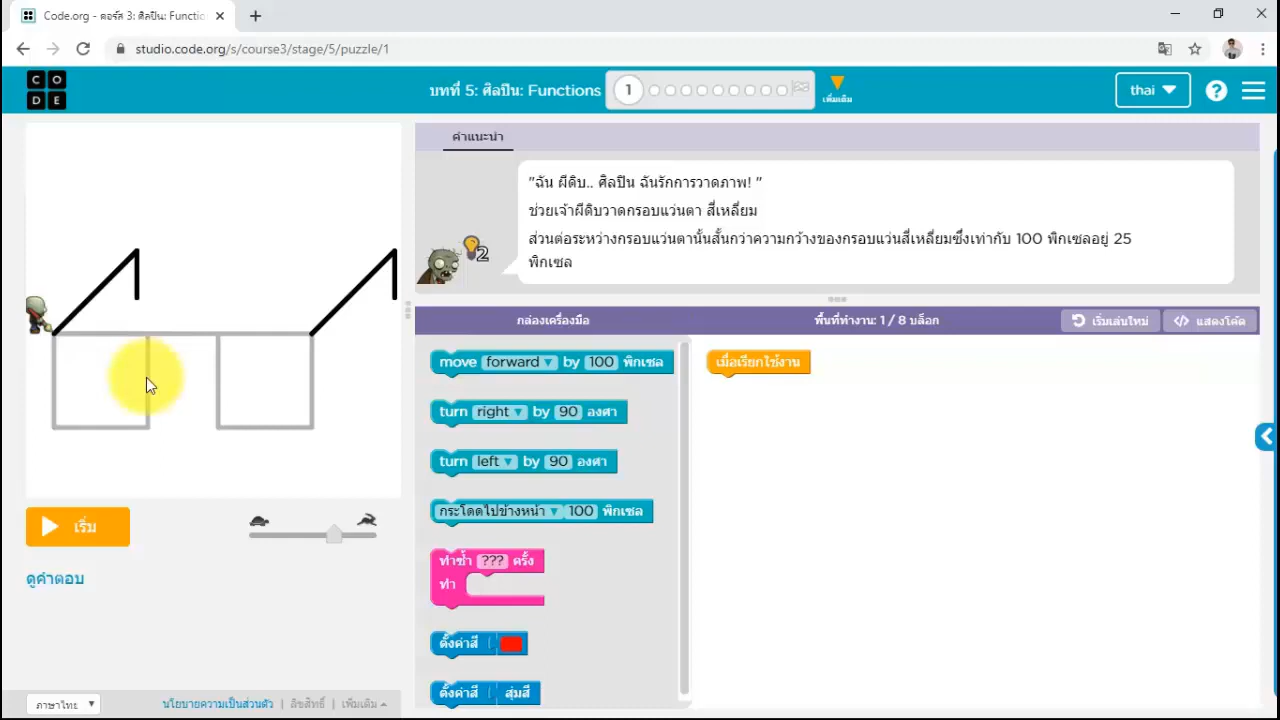 Code.org - คอร์ส 3: ศิลปิน: Functio
studio.code.org/s/course3/stage/5/puzzle/1
C O
D E
บทที่ 5: ศิลปิน: Functions
1
เพิ่มเติม
thai
?
คำแนะนำ
"ฉัน ผีดิบ.. ศิลปิน ฉันรักการวาดภาพ! "
ช่วยเจ้าผีดิบวาดกรอบแว่นตา สี่เหลี่ยม
ส่วนต่อระหว่างกรอบแว่นตานั้นสั้นกว่าความกว้างของกรอบแว่นสี่เหลี่ยมซึ่งเท่ากับ 100 พิกเซลอยู่ 25
พิกเซล
2
กล่องเครื่องมือ
พื้นที่ทำงาน: 1 / 8 บล็อก
เริ่มเล่นใหม่
แสดงโค้ด
move forward by 100 พิกเซล
เมื่อเรียกใช้งาน
turn right by 90 องศา
turn left by 90 องศา
กระโดดไปข้างหน้า 100 พิกเซล
ทำซ้ำ ??? ครั้ง
ทำ
ตั้งค่าสี
ตั้งค่าสี สุ่มสี
เริ่ม
ดูคำตอบ
ภาษาไทย
นโยบายความเป็นส่วนตัว | ลิขสิทธิ์ | เพิ่มเติม